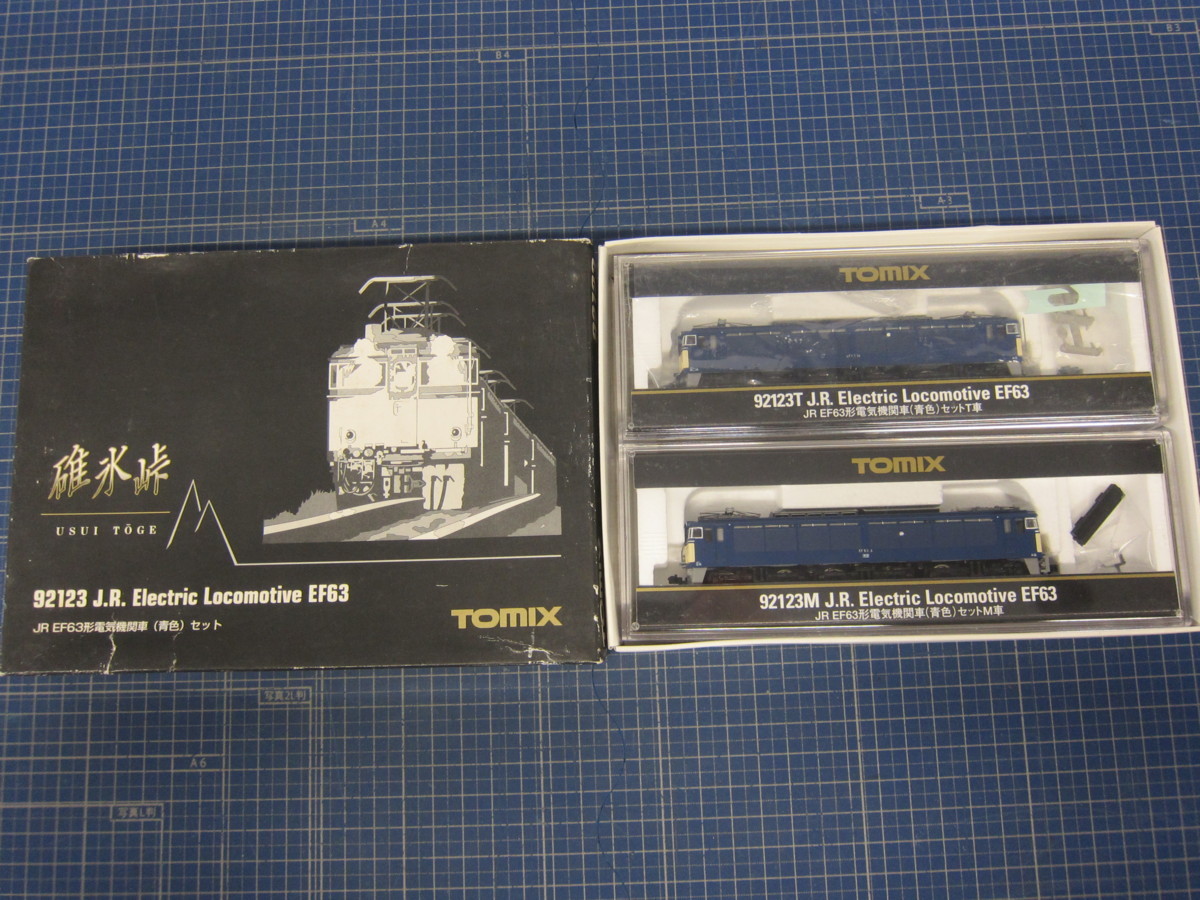 B3
B4
A3
A4
碓氷峠
USUI TŌGE
92123 J.R. Electric Locomotive EF63
JR EF63形電気機関車(青色)セット
TOMIX
TOMIX
92123T J.R. Electric Locomotive EF63
JR EF63形電気機関車(青色)セットT車
TOMIX
92123M J.R. Electric Locomotive EF63
JR EF63形電気機関車(青色)セットM車
写真2L判
A6
写真L判